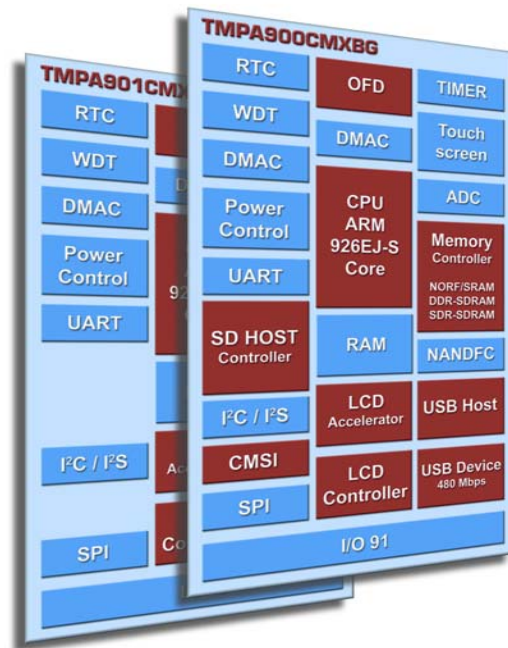 TMPA900CMXBG
RTC
WDT
DMAC
Power
Control
UART
SD HOST
Controller
I²C / I²S
CMSI
SPI
OFD
DMAC
CPU
ARM
926EJ-S
Core
RAM
LCD
Accelerator
LCD
Controller
TIMER
Touch
screen
ADC
Memory
Controller
NORF/SRAM
DDR-SDRAM
SDR-SDRAM
NANDFC
USB Host
USB Device
480 Mbps
I/O 91
TMPA901CMX
RTC
WDT
DMAC
Power
Control
UART
I²C / I²S
SPI